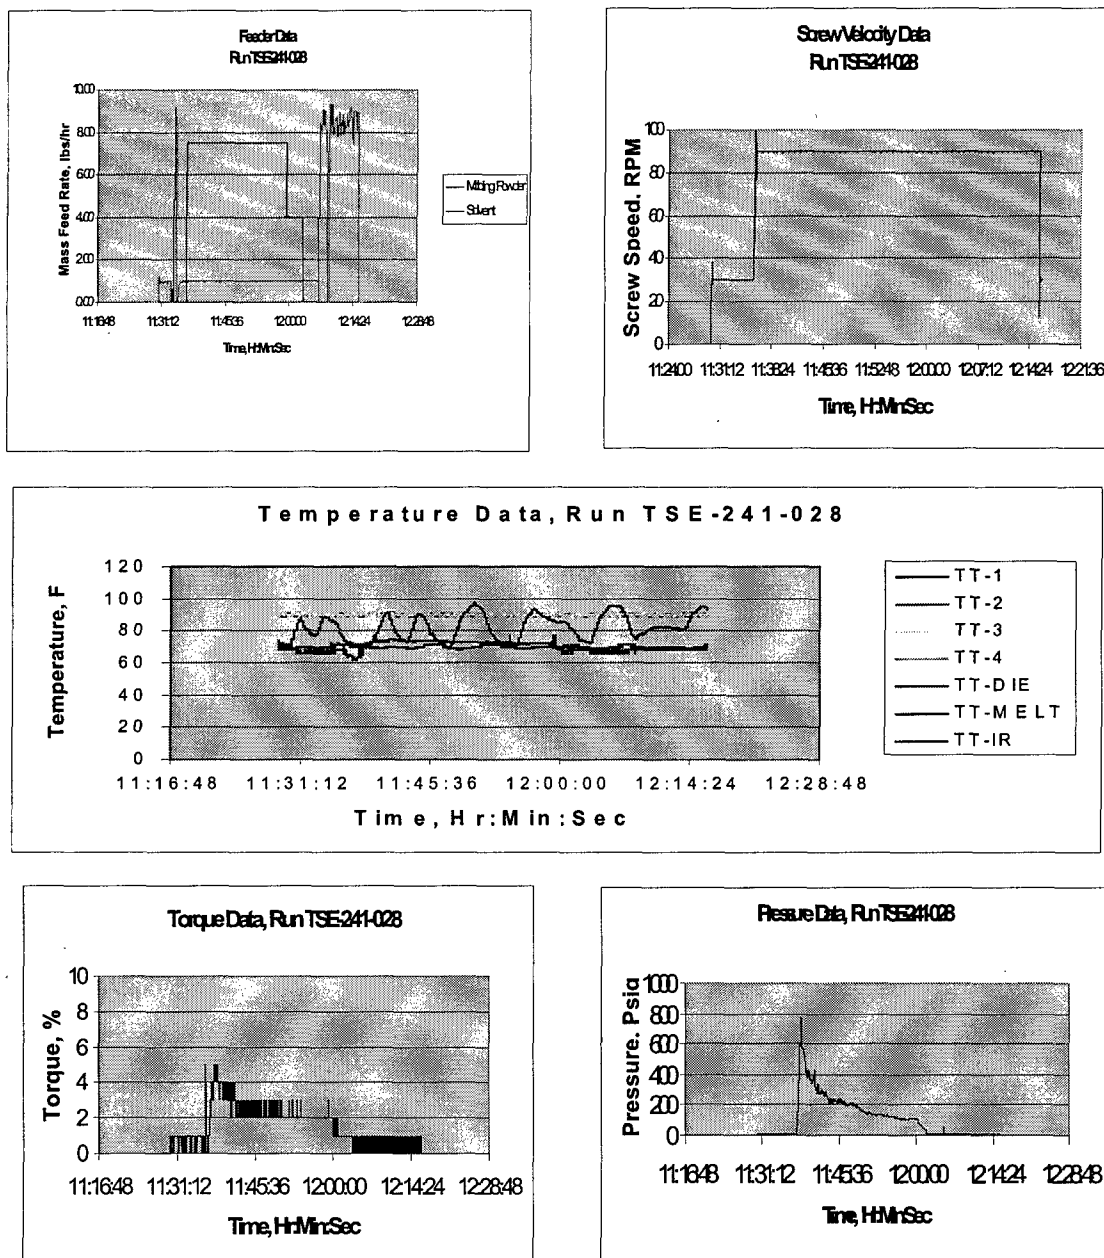 Feeder Data
Run TSE-241-028
Mass Feed Rate, lbs/hr
10.00
8.00
6.00
4.00
2.00
0.00
11:16:48 11:31:12 11:45:36 12:00:00 12:14:24 12:28:48
Time, Hr:Min:Sec
Molding Powder
Solvent
Screw Velocity Data
Run TSE-241-028
Screw Speed, RPM
100
80
60
40
20
0
11:24:00 11:31:12 11:38:24 11:45:36 11:52:48 12:00:00 12:07:12 12:14:24 12:21:36
Time, Hr:Min:Sec
Temperature Data, Run TSE-241-028
Temperature, F
120
100
80
60
40
20
0
11:16:48 11:31:12 11:45:36 12:00:00 12:14:24 12:28:48
Time, Hr:Min:Sec
TT-1
TT-2
TT-3
TT-4
TT-DIE
TT-MELT
TT-IR
Torque Data, Run TSE-241-028
Torque, %
10
8
6
4
2
0
11:16:48 11:31:12 11:45:36 12:00:00 12:14:24 12:28:48
Time, Hr:Min:Sec
Pressure Data, Run TSE-241-028
Pressure, Psia
1000
800
600
400
200
0
11:16:48 11:31:12 11:45:36 12:00:00 12:14:24 12:28:48
Time, Hr:Min:Sec